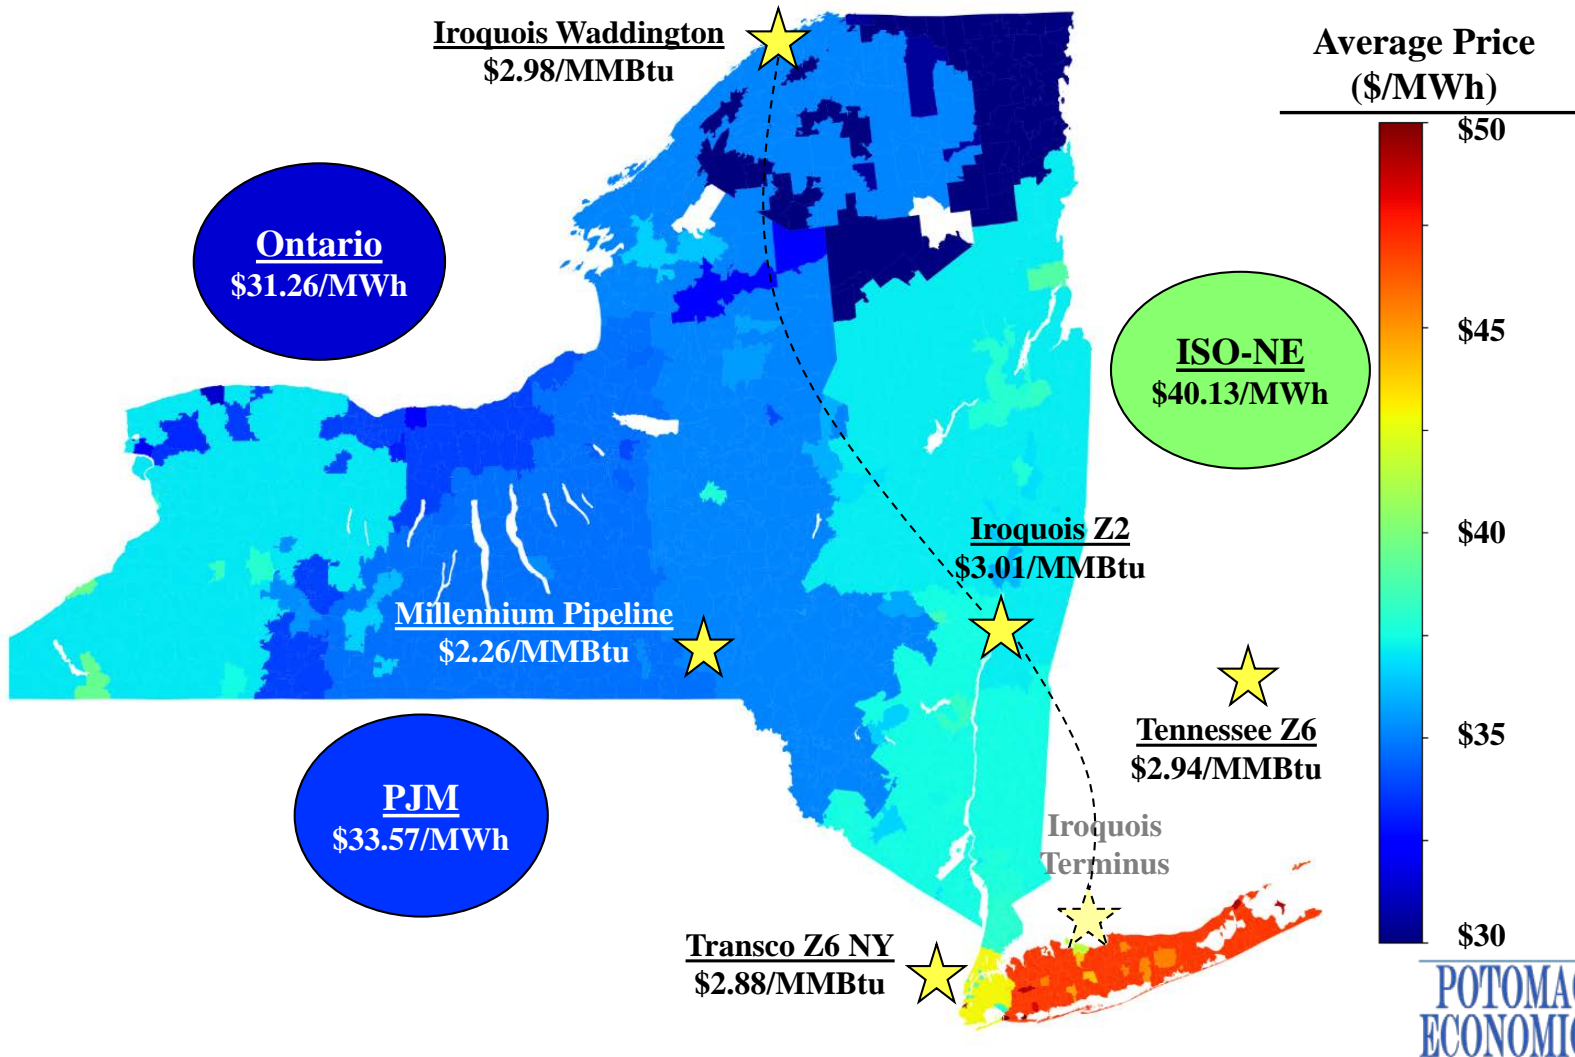 Iroquois Waddington
$2.98/MMBtu
Average Price
($/MWh)
$50
$45
$40
$35
$30
Ontario
$31.26/MWh
ISO-NE
$40.13/MWh
Iroquois Z2
$3.01/MMBtu
Millennium Pipeline
$2.26/MMBtu
Tennessee Z6
$2.94/MMBtu
PJM
$33.57/MWh
Iroquois
Terminus
Transco Z6 NY
$2.88/MMBtu
POTOMAC
ECONOMIC